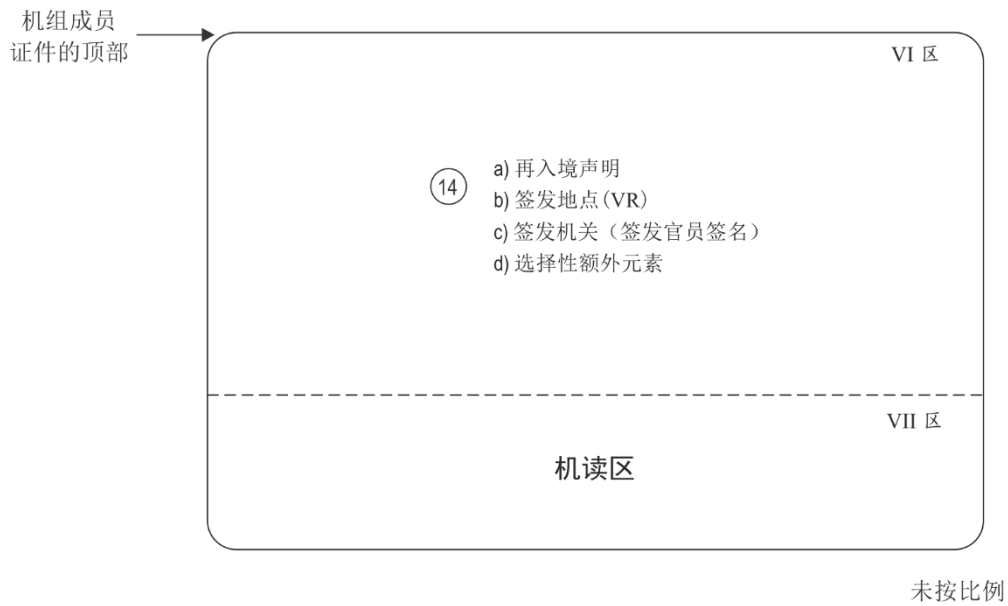 机组成员
证件的顶部
VI 区
14
a) 再入境声明
b) 签发地点(VR)
c) 签发机关（签发官员签名）
d) 选择性额外元素
VII 区
机读区
未按比例